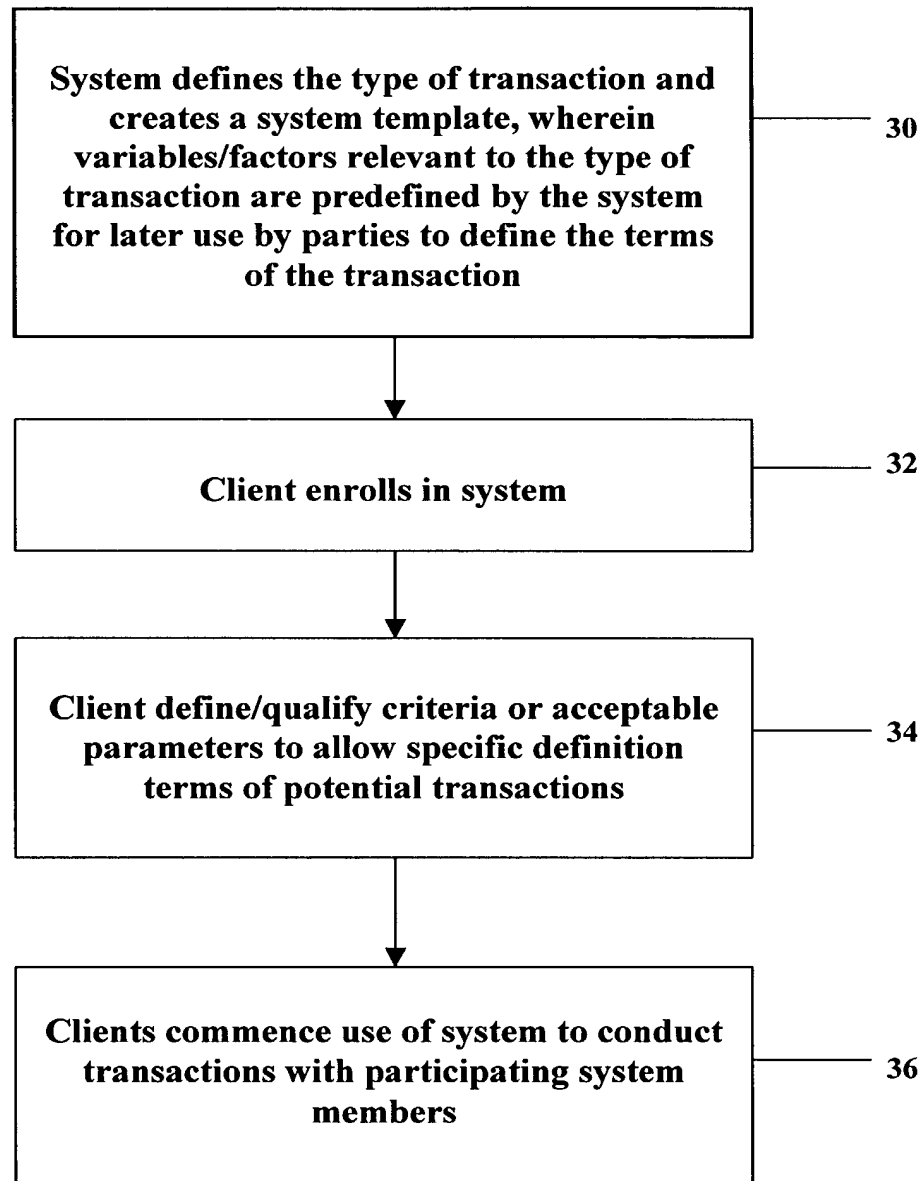 System defines the type of transaction and
creates a system template, wherein
variables/factors relevant to the type of
transaction are predefined by the system
for later use by parties to define the terms
of the transaction
30
Client enrolls in system
32
Client define/qualify criteria or acceptable
parameters to allow specific definition
terms of potential transactions
34
Clients commence use of system to conduct
transactions with participating system
members
36